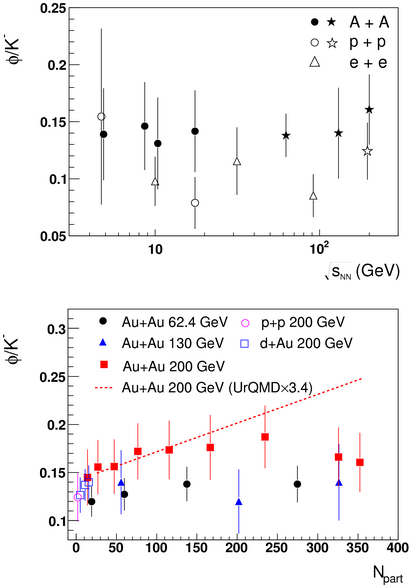 0.25
A + A
p + p
0.2
e + e
φ/K⁻
0.15
0.1
0.05
10
10²
√sNN (GeV)
0.3
Au+Au 62.4 GeV
p+p 200 GeV
Au+Au 130 GeV
d+Au 200 GeV
0.25
Au+Au 200 GeV
Au+Au 200 GeV (UrQMD×3.4)
φ/K⁻
0.2
0.15
0.1
0 50 100 150 200 250 300 350 400
Npart